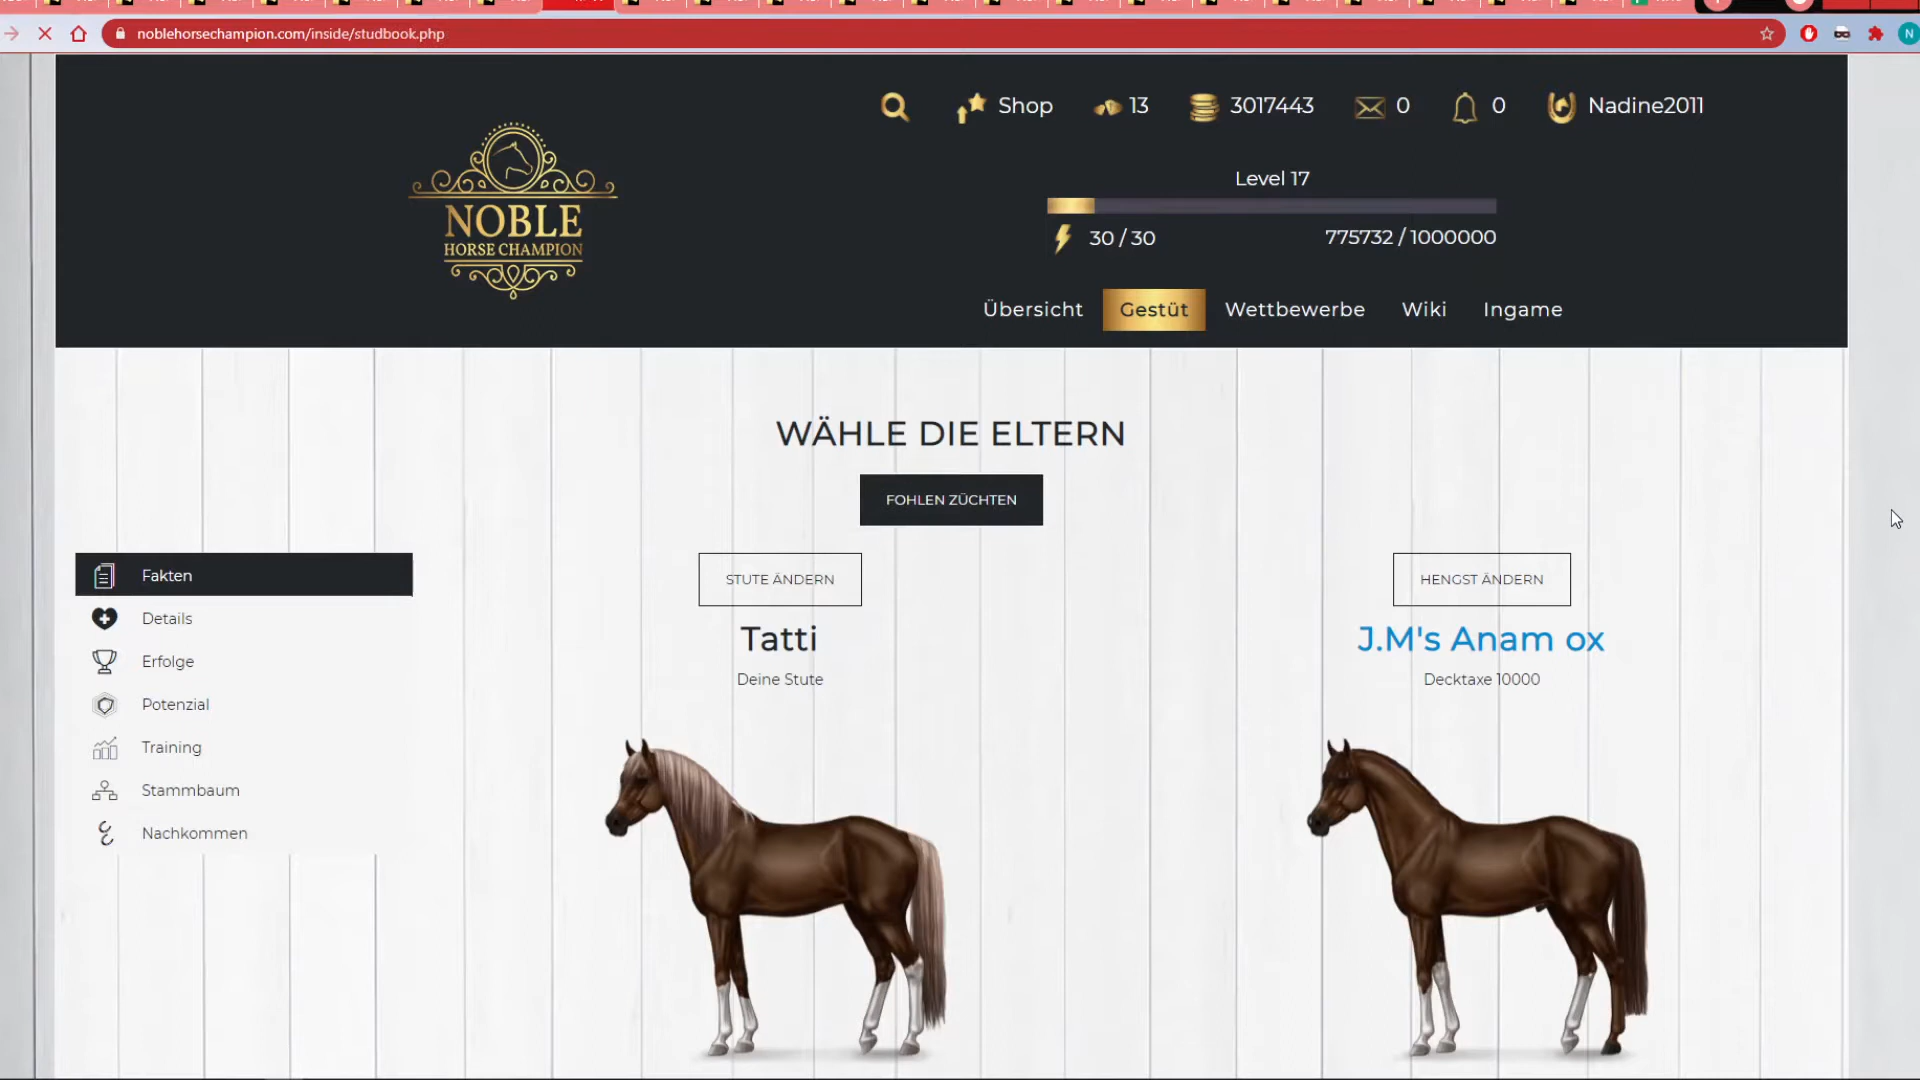 noblehorsechampion.com/inside/studbook.php
N
Shop
13
3017443
0
0
Nadine2011
NOBLE
HORSE CHAMPION
Level 17
30 / 30
775732 / 1000000
Übersicht
Gestüt
Wettbewerbe
Wiki
Ingame
WÄHLE DIE ELTERN
FOHLEN ZÜCHTEN
Fakten
Details
Erfolge
Potenzial
Training
Stammbaum
Nachkommen
STUTE ÄNDERN
Tatti
Deine Stute
HENGST ÄNDERN
J.M's Anam ox
Decktaxe 10000